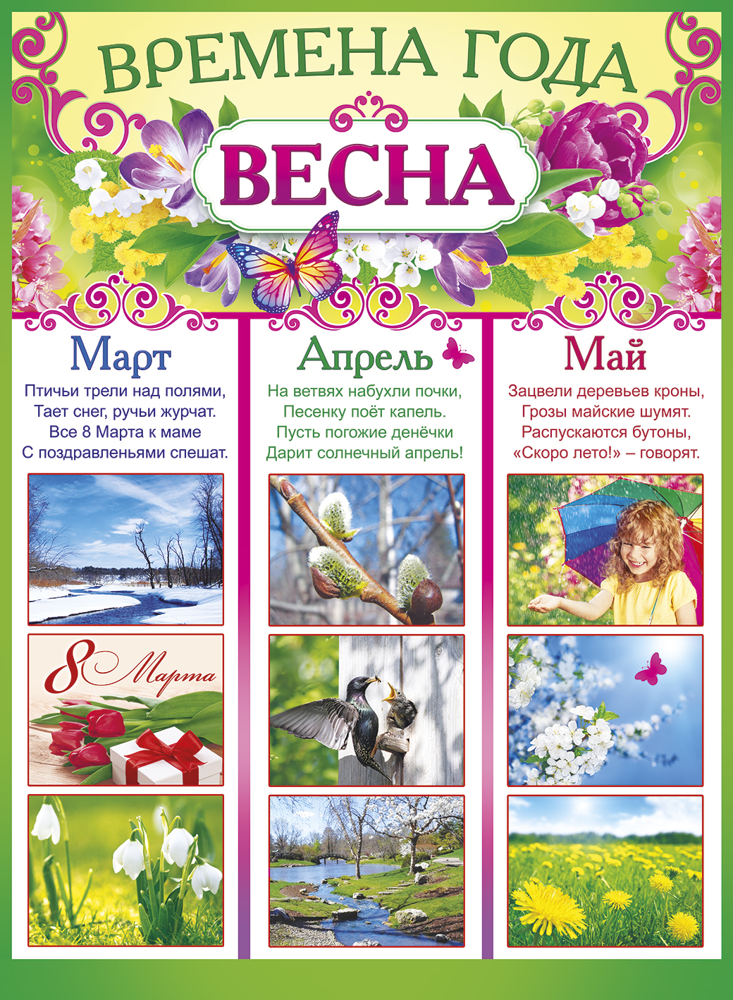 ВРЕМЕНА ГОДА
ВЕСНА
Март
Птичьи трели над полями,
Тает снег, ручьи журчат.
Все 8 Марта к маме
С поздравленьями спешат.
8 Марта
Апрель
На ветвях набухли почки,
Песенку поёт капель.
Пусть погожие денёчки
Дарит солнечный апрель!
Май
Зацвели деревьев кроны,
Грозы майские шумят.
Распускаются бутоны,
«Скоро лето!» – говорят.